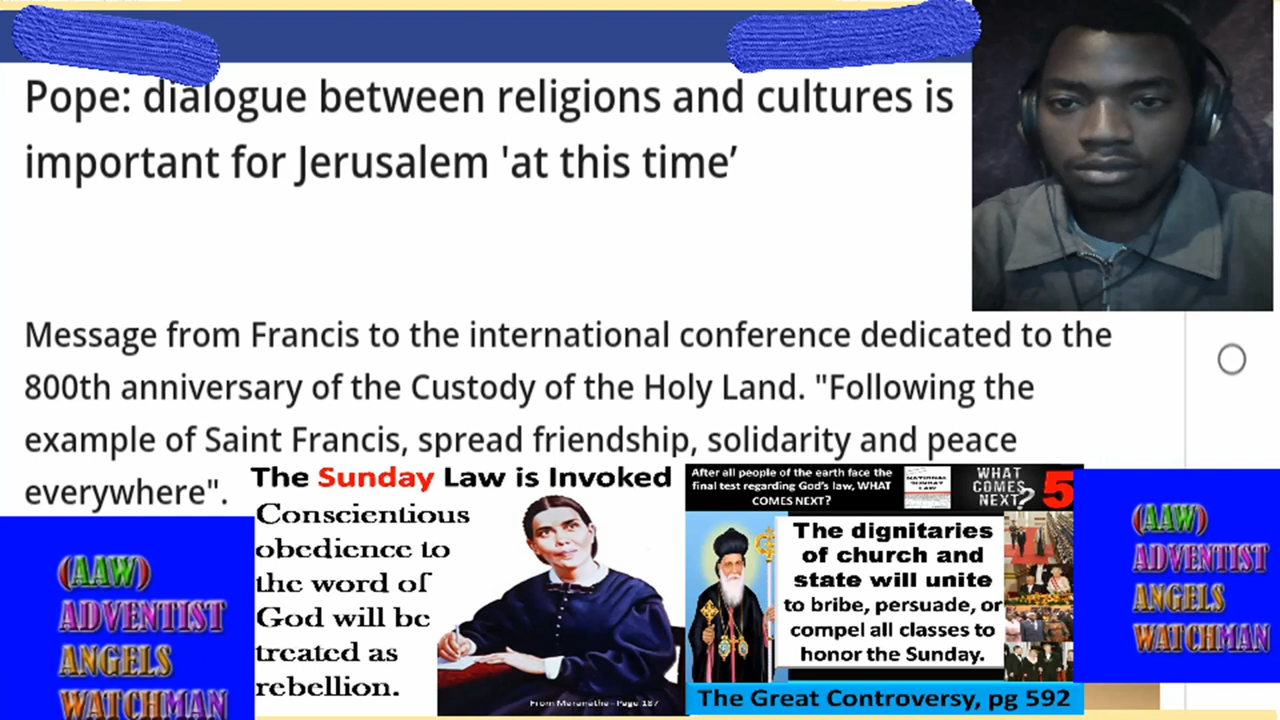 Pope: dialogue between religions and cultures is
important for Jerusalem 'at this time’
Message from Francis to the international conference dedicated to the
800th anniversary of the Custody of the Holy Land. "Following the
example of Saint Francis, spread friendship, solidarity and peace
everywhere".
The Sunday Law is Invoked
Conscientious
obedience to
the word of
God will be
treated as
rebellion.
From Maranatha - Page 187
After all people of the earth face the
final test regarding God's law, WHAT
COMES NEXT?
NATIONAL
SUNDAY
LAW
WHAT
COMES
NEXT?
5
The dignitaries
of church and
state will unite
to bribe, persuade, or
compel all classes to
honor the Sunday.
The Great Controversy, pg 592
(AAW)
ADVENTIST
ANGELS
WATCHMAN
(AAW)
ADVENTIST
ANGELS
WATCHMAN